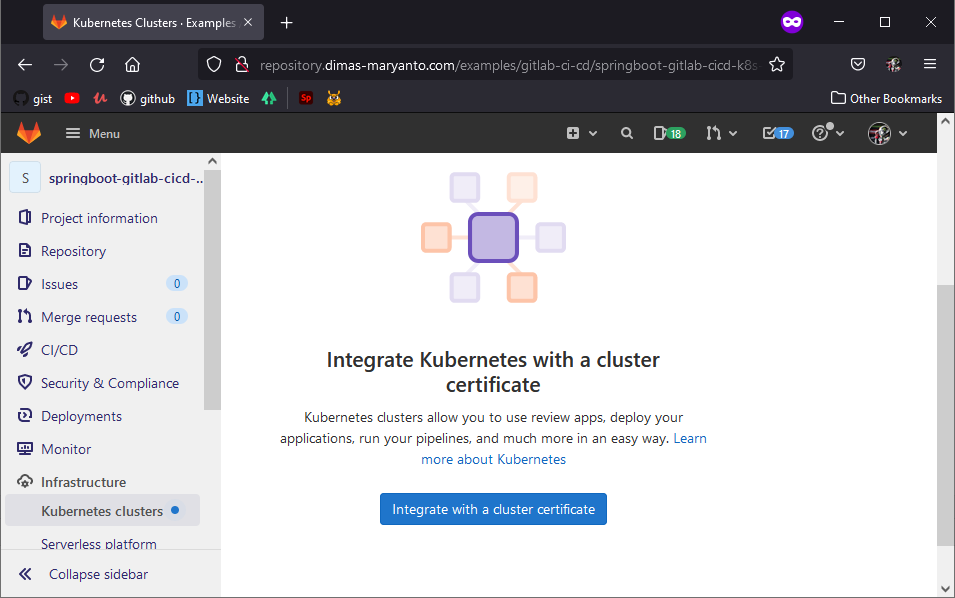 Kubernetes Clusters · Examples
repository.dimas-maryanto.com/examples/gitlab-ci-cd/springboot-gitlab-cicd-k8s
gist
github
Website
Sp
Other Bookmarks
Menu
18
17
S springboot-gitlab-cicd-...
Project information
Repository
Issues 0
Merge requests 0
CI/CD
Security & Compliance
Deployments
Monitor
Infrastructure
Kubernetes clusters
Serverless platform
Collapse sidebar
Integrate Kubernetes with a cluster
certificate
Kubernetes clusters allow you to use review apps, deploy your
applications, run your pipelines, and much more in an easy way. Learn
more about Kubernetes
Integrate with a cluster certificate